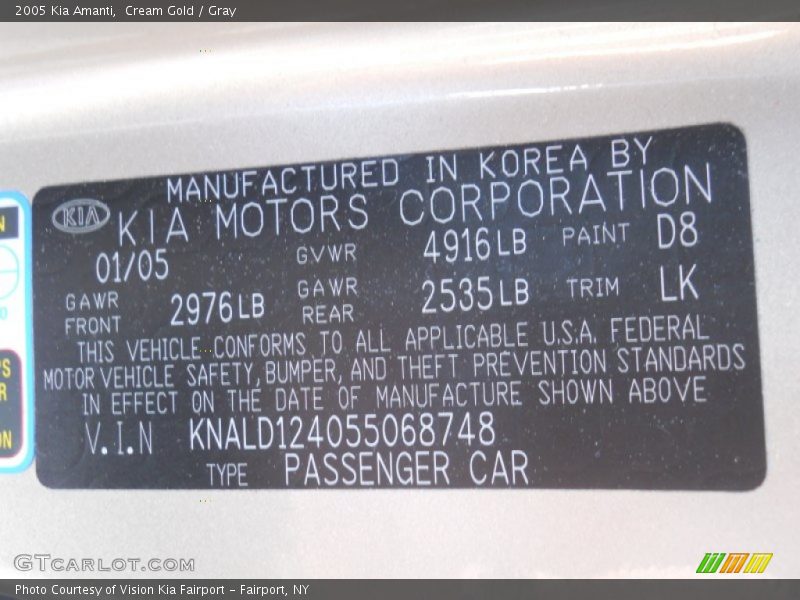 2005 Kia Amanti,  Cream Gold / Gray
MANUFACTURED IN KOREA BY
KIA KIA MOTORS CORPORATION
01/05 GVWR 4916LB PAINT D8
GAWR FRONT 2976LB GAWR REAR 2535LB TRIM LK
THIS VEHICLE CONFORMS TO ALL APPLICABLE U.S.A. FEDERAL
MOTOR VEHICLE SAFETY, BUMPER, AND THEFT PREVENTION STANDARDS
IN EFFECT ON THE DATE OF MANUFACTURE SHOWN ABOVE
V.I.N KNALD124055068748
TYPE PASSENGER CAR
GTCARLOT.COM
Photo Courtesy of Vision Kia Fairport - Fairport, NY